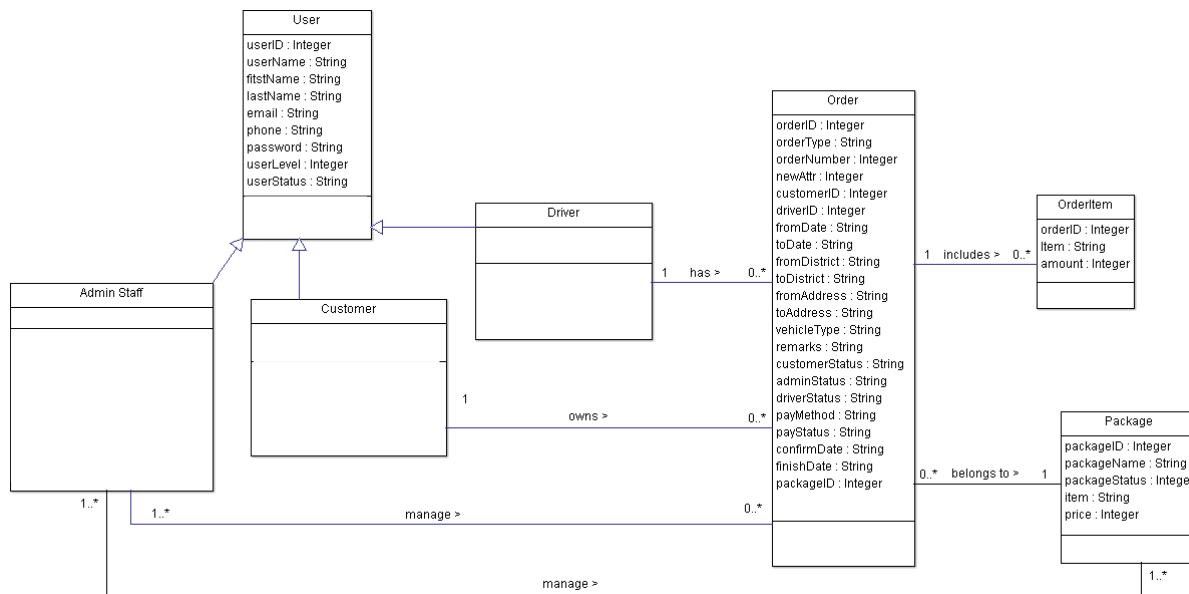 User
userID : Integer
userName : String
fitstName : String
lastName : String
email : String
phone : String
password : String
userLevel : Integer
userStatus : String
Order
orderID : Integer
orderType : String
orderNumber : Integer
newAttr : Integer
customerID : Integer
driverID : Integer
fromDate : String
toDate : String
fromDistrict : String
toDistrict : String
fromAddress : String
toAddress : String
vehicleType : String
remarks : String
customerStatus : String
adminStatus : String
driverStatus : String
payMethod : String
payStatus : String
confirmDate : String
finishDate : String
packageID : Integer
OrderItem
orderID : Integer
Item : String
amount : Integer
Driver
1 includes > 0..*
1 has > 0..*
Admin Staff
Customer
1
owns > 0..*
Package
packageID : Integer
packageName : String
packageStatus : Intege
item : String
price : Integer
0..* belongs to > 1
1..*
1..* manage > 0..*
manage > 1..*